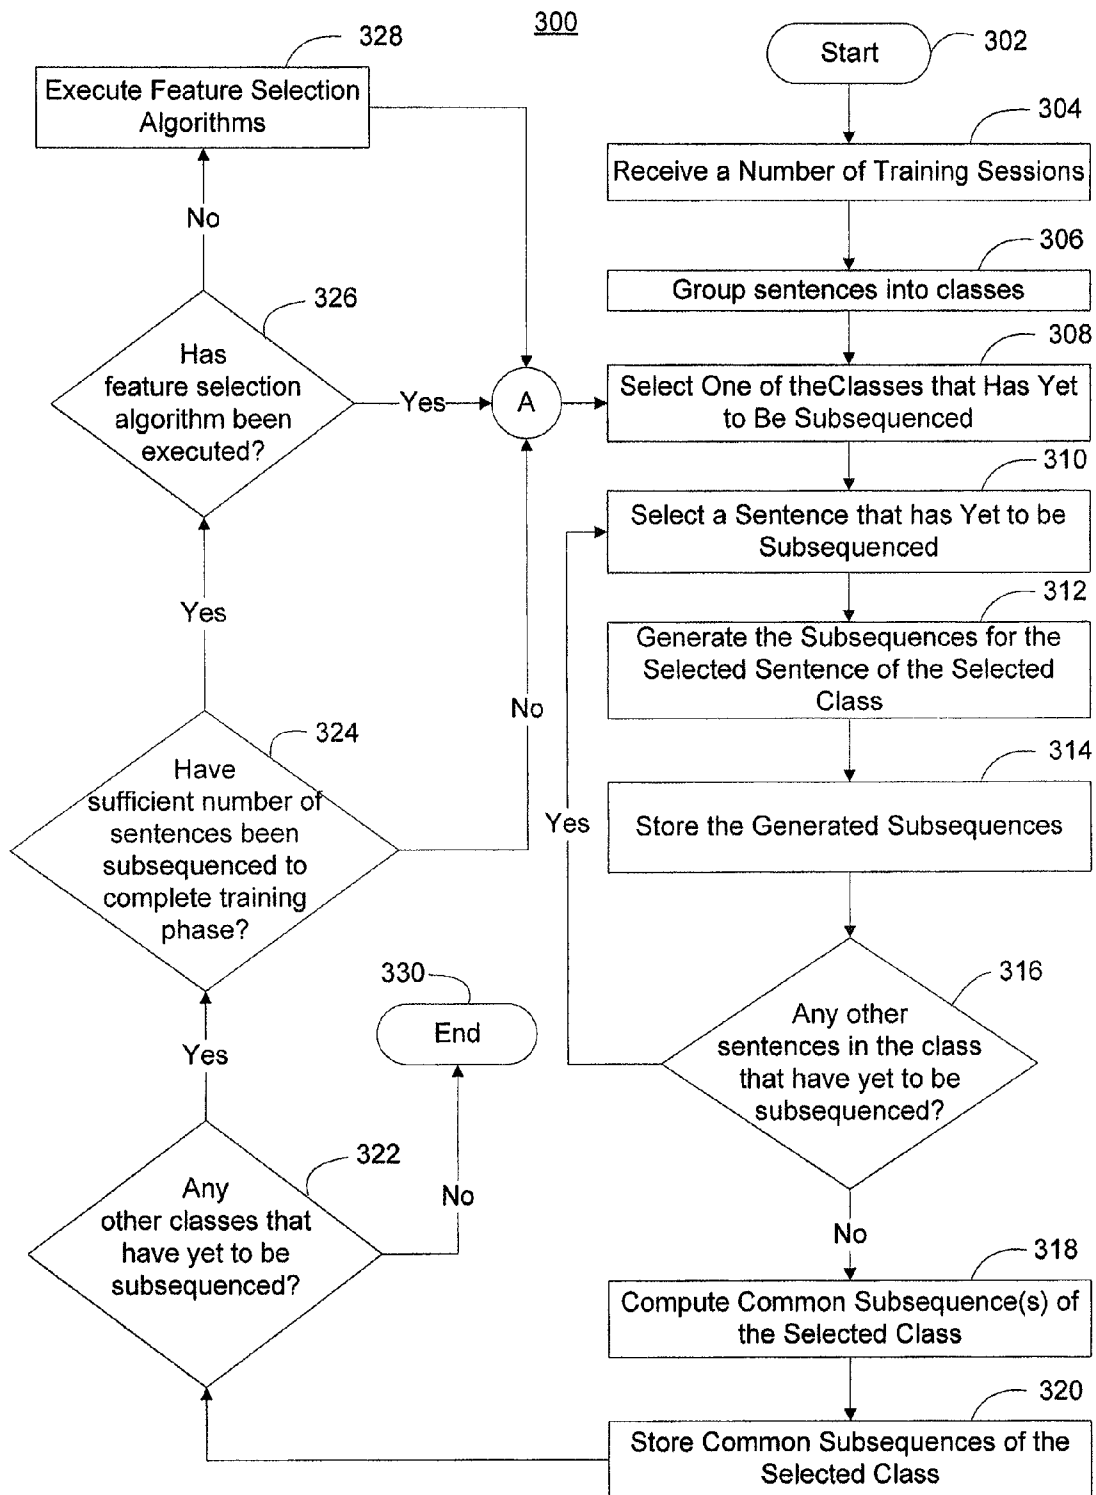 300
Start
302
304
Receive a Number of Training Sessions
306
Group sentences into classes
308
Select One of theClasses that Has Yet
to Be Subsequenced
310
Select a Sentence that has Yet to be
Subsequenced
312
Generate the Subsequences for the
Selected Sentence of the Selected
Class
314
Store the Generated Subsequences
316
Any other
sentences in the class
that have yet to be
subsequenced?
Yes
No
318
Compute Common Subsequence(s) of
the Selected Class
320
Store Common Subsequences of the
Selected Class
322
Any
other classes that
have yet to be
subsequenced?
No
330
End
Yes
324
Have
sufficient number of
sentences been
subsequenced to
complete training
phase?
No
Yes
326
Has
feature selection
algorithm been
executed?
Yes
A
No
328
Execute Feature Selection
Algorithms